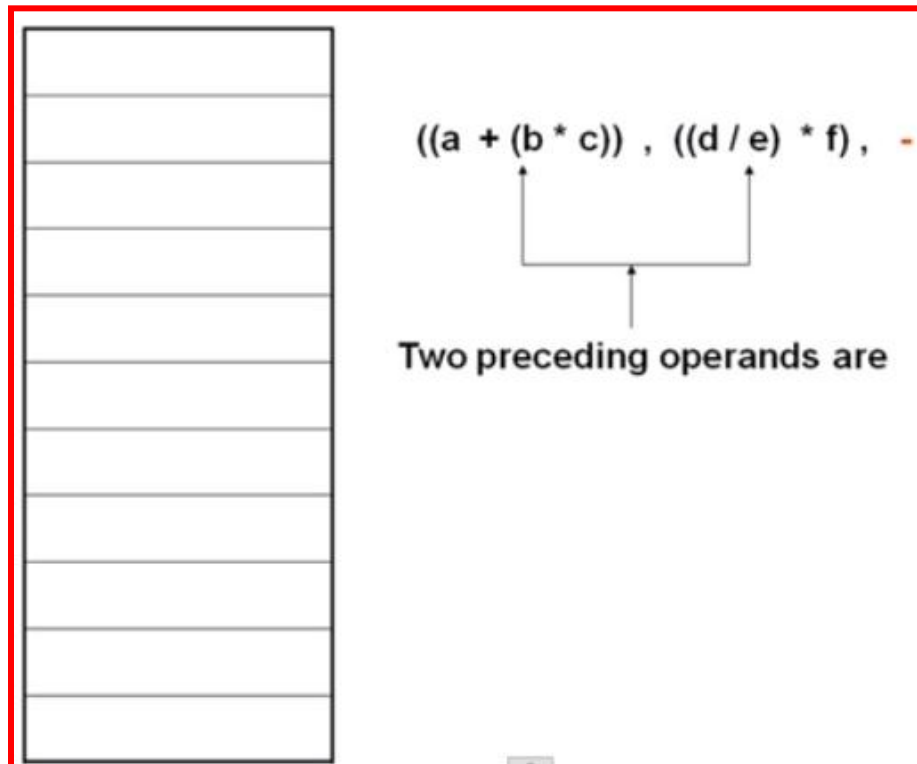 ((a + (b * c)) , ((d / e) * f) , -
Two preceding operands are